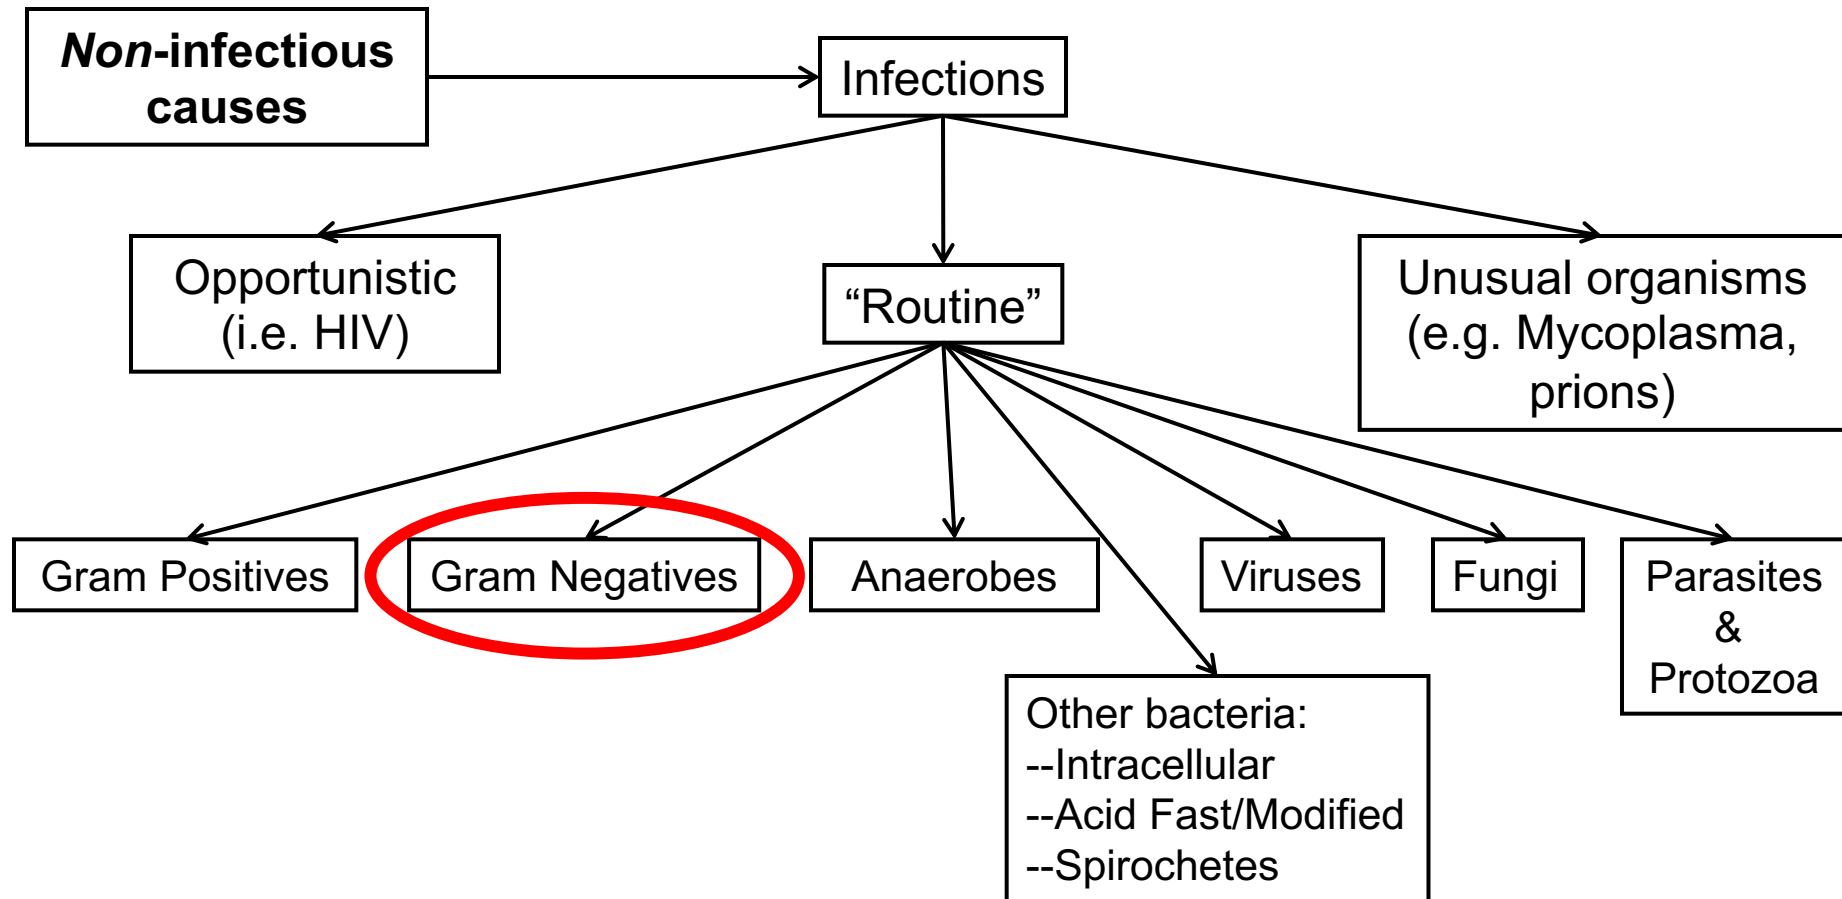 Non-infectious
causes
Infections
Opportunistic
(i.e. HIV)
“Routine”
Unusual organisms
(e.g. Mycoplasma,
prions)
Gram Positives
Gram Negatives
Anaerobes
Viruses
Fungi
Parasites
&
Protozoa
Other bacteria:
--Intracellular
--Acid Fast/Modified
--Spirochetes